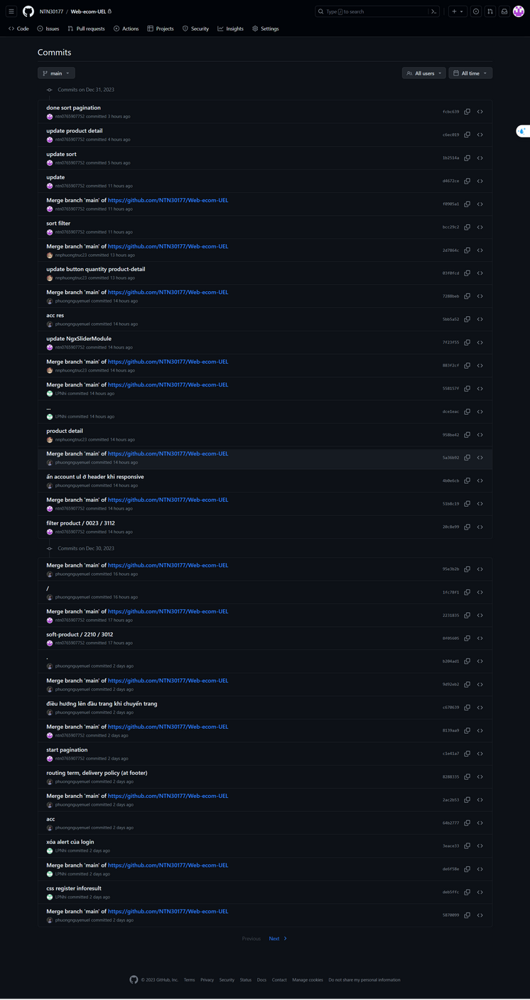 NTN30177 / Web-ecom-UEL
Type / to search
Code Issues Pull requests Actions Projects Security Insights Settings
Commits
main All users All time
Commits on Dec 31, 2023
done sort pagination
ntn0765907752 committed 3 hours ago fcbc639
update product detail
ntn0765907752 committed 4 hours ago c6ec019
update sort
ntn0765907752 committed 5 hours ago 1b2514a
update
ntn0765907752 committed 11 hours ago d4672ce
Merge branch 'main' of https://github.com/NTN30177/Web-ecom-UEL
ntn0765907752 committed 11 hours ago f0905a1
sort filter
ntn0765907752 committed 11 hours ago bcc29c2
Merge branch 'main' of https://github.com/NTN30177/Web-ecom-UEL
nnphuongtruc23 committed 13 hours ago 2d7864c
update button quantity product-detail
nnphuongtruc23 committed 13 hours ago 03f0fcd
Merge branch 'main' of https://github.com/NTN30177/Web-ecom-UEL
phuongnguyenuel committed 14 hours ago 7288beb
acc res
phuongnguyenuel committed 14 hours ago 5bb5a52
update NgxSliderModule
ntn0765907752 committed 14 hours ago 7f23f55
Merge branch 'main' of https://github.com/NTN30177/Web-ecom-UEL
nnphuongtruc23 committed 14 hours ago 883f2cf
Merge branch 'main' of https://github.com/NTN30177/Web-ecom-UEL
LPNhi committed 14 hours ago 558157f
...
LPNhi committed 14 hours ago dce1eac
product detail
nnphuongtruc23 committed 14 hours ago 958be42
Merge branch 'main' of https://github.com/NTN30177/Web-ecom-UEL
phuongnguyenuel committed 14 hours ago 5a36b92
ẩn account ul ở header khi responsive
phuongnguyenuel committed 14 hours ago 4b0e6cb
Merge branch 'main' of https://github.com/NTN30177/Web-ecom-UEL
ntn0765907752 committed 14 hours ago 51b8c19
filter product / 0023 / 3112
ntn0765907752 committed 14 hours ago 20c8e99
Commits on Dec 30, 2023
Merge branch 'main' of https://github.com/NTN30177/Web-ecom-UEL
phuongnguyenuel committed 16 hours ago 95e3b2b
/
phuongnguyenuel committed 16 hours ago 1fc78f1
Merge branch 'main' of https://github.com/NTN30177/Web-ecom-UEL
ntn0765907752 committed 17 hours ago 2231835
soft-product / 2210 / 3012
ntn0765907752 committed 17 hours ago 8f05605
.
phuongnguyenuel committed 2 days ago b204ad1
Merge branch 'main' of https://github.com/NTN30177/Web-ecom-UEL
phuongnguyenuel committed 2 days ago 9d92eb2
điều hướng lên đầu trang khi chuyển trang
phuongnguyenuel committed 2 days ago c670639
Merge branch 'main' of https://github.com/NTN30177/Web-ecom-UEL
ntn0765907752 committed 2 days ago 8139aa9
start pagination
ntn0765907752 committed 2 days ago c1e41a7
routing term, delivery policy (at footer)
phuongnguyenuel committed 2 days ago 8288335
Merge branch 'main' of https://github.com/NTN30177/Web-ecom-UEL
phuongnguyenuel committed 2 days ago 2ac2b53
acc
phuongnguyenuel committed 2 days ago 64b2777
xóa alert của login
LPNhi committed 2 days ago 3eace33
Merge branch 'main' of https://github.com/NTN30177/Web-ecom-UEL
LPNhi committed 2 days ago de6f58e
css register inforesult
LPNhi committed 2 days ago deb5ffc
Merge branch 'main' of https://github.com/NTN30177/Web-ecom-UEL
phuongnguyenuel committed 2 days ago 5870099
Previous Next
© 2023 GitHub, Inc. Terms Privacy Security Status Docs Contact Manage cookies Do not share my personal information